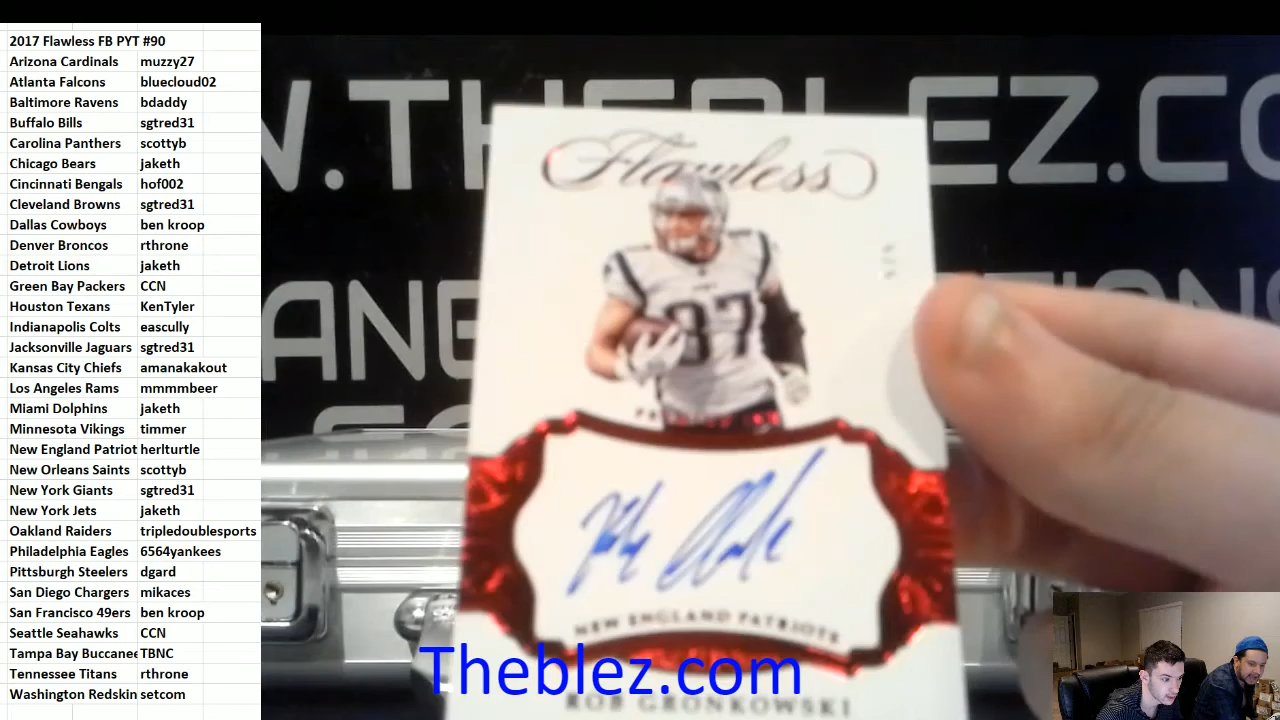 2017 Flawless FB PYT #90
Arizona Cardinals muzzy27
Atlanta Falcons bluecloud02
Baltimore Ravens bdaddy
Buffalo Bills sgtred31
Carolina Panthers scottyb
Chicago Bears jaketh
Cincinnati Bengals hof002
Cleveland Browns sgtred31
Dallas Cowboys ben kroop
Denver Broncos rthrone
Detroit Lions jaketh
Green Bay Packers CCN
Houston Texans KenTyler
Indianapolis Colts eascully
Jacksonville Jaguars sgtred31
Kansas City Chiefs amanakakout
Los Angeles Rams mmmmbeer
Miami Dolphins jaketh
Minnesota Vikings timmer
New England Patriot herlturtle
New Orleans Saints scottyb
New York Giants sgtred31
New York Jets jaketh
Oakland Raiders tripledoublesports
Philadelphia Eagles 6564yankees
Pittsburgh Steelers dgard
San Diego Chargers mikaces
San Francisco 49ers ben kroop
Seattle Seahawks CCN
Tampa Bay Buccanee TBNC
Tennessee Titans rthrone
Washington Redskin setcom
W.THEBLEZ.CO
Flawless
87
NEW ENGLAND PATRIOTS
Theblez.com
ROB GRONKOWSKI